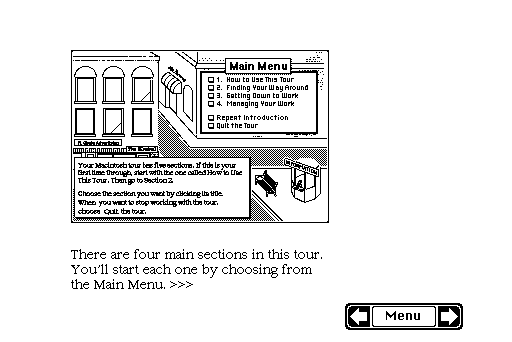 Main Menu
1. How to Use This Tour
2. Finding Your Way Around
3. Getting Down to Work
4. Managing Your Work
Repeat Introduction
Quit the Tour
Your Macintosh tour has five sections. If this is your
first time through, start with the one called How to Use
This Tour. Then go to Section 2.
Choose the section you want by clicking its title.
When you want to stop working with the tour,
choose Quit the tour.
There are four main sections in this tour.
You'll start each one by choosing from
the Main Menu. >>>
Menu